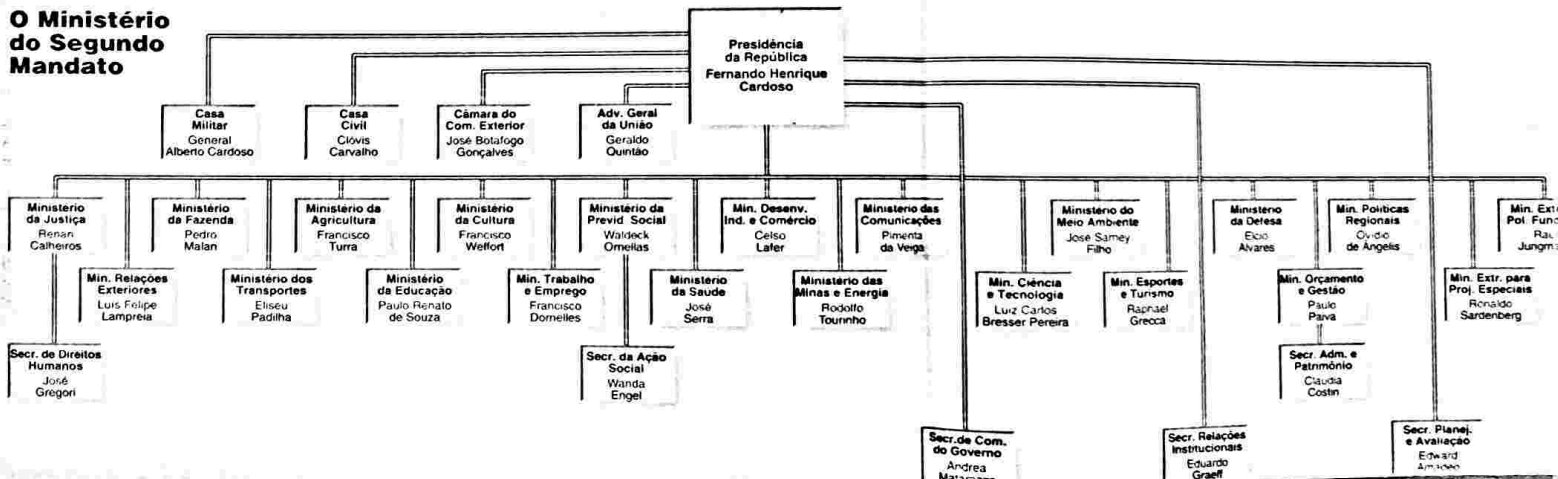 O Ministério
do Segundo
Mandato
Presidência
da República
Fernando Henrique
Cardoso
Casa
Militar
General
Alberto Cardoso
Casa
Civil
Clóvis
Carvalho
Câmara do
Com. Exterior
José Botafogo
Gonçalves
Adv. Geral
da União
Geraldo
Quintão
Ministério
da Justiça
Renan
Calheiros
Ministério
da Fazenda
Pedro
Malan
Ministério da
Agricultura
Francisco
Turra
Ministério
da Cultura
Francisco
Weffort
Ministério da
Previd Social
Waldeck
Ornellas
Min. Desenv.
Ind. e Comércio
Celso
Lafer
Ministério das
Comunicações
Pimenta
da Veiga
Ministério do
Meio Ambiente
José Sarney
Filho
Ministério
da Defesa
Elcio
Alvares
Min. Políticas
Regionais
Ovídio
de Ângelis
Min. Ext
Pol. Fun
Rau
Jungm
Min. Relações
Exteriores
Luis Felipe
Lampreia
Ministério dos
Transportes
Eliseu
Padilha
Ministério
da Educação
Paulo Renato
de Souza
Min. Trabalho
e Emprego
Francisco
Dornelles
Ministério
da Saude
José
Serra
Ministério das
Minas e Energia
Rodolfo
Tourinho
Min. Ciência
e Tecnologia
Luiz Carlos
Bresser Pereira
Min. Esportes
e Turismo
Raphael
Grecca
Min. Orçamento
e Gestão
Paulo
Paiva
Min. Extr. para
Proj. Especiais
Ronaldo
Sardenberg
Secr. de Direitos
Humanos
José
Gregori
Secr. da Ação
Social
Wanda
Engel
Secr. Adm. e
Patrimônio
Claudia
Costin
Secr. de Com.
do Governo
Andrea
Secr. Relações
Institucionais
Eduardo
Graeff
Secr. Planej.
e Avaliação
Edward
Amadeo